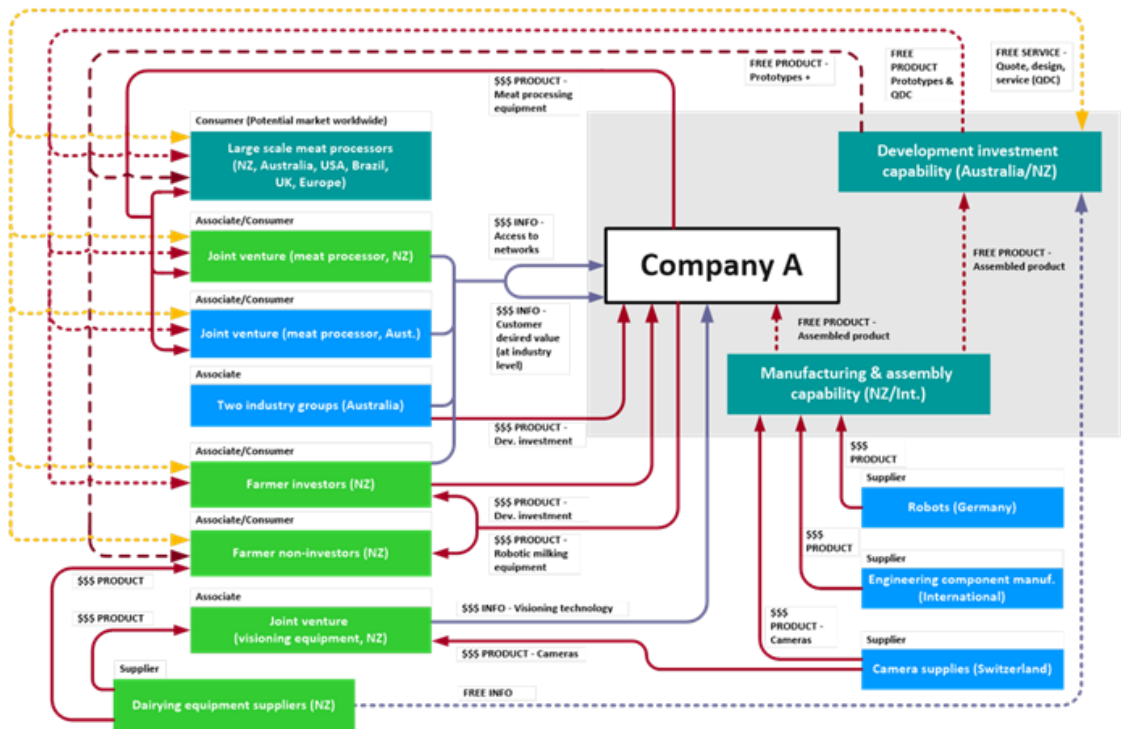 FREE PRODUCT -
Prototypes +
FREE
PRODUCT
Prototypes &
QDC
FREE SERVICE -
Quote, design,
service (QDC)
$$$ PRODUCT -
Meat processing
equipment
Consumer (Potential market worldwide)
Large scale meat processors
(NZ, Australia, USA, Brazil,
UK, Europe)
Development investment
capability (Australia/NZ)
Associate/Consumer
Joint venture (meat processor, NZ)
$$$ INFO -
Access to
networks
Company A
FREE PRODUCT -
Assembled product
Associate/Consumer
Joint venture (meat processor, Aust.)
$$$ INFO -
Customer
desired value
(at industry
level)
FREE PRODUCT -
Assembled product
Associate
Two industry groups (Australia)
Manufacturing & assembly
capability (NZ/Int.)
$$$ PRODUCT -
Dev. investment
Associate/Consumer
Farmer investors (NZ)
$$$
PRODUCT
Supplier
Robots (Germany)
$$$ PRODUCT -
Dev. investment
Associate/Consumer
Farmer non-investors (NZ)
$$$ PRODUCT -
Robotic milking
equipment
$$$
PRODUCT
Supplier
Engineering component manuf.
(International)
$$$ PRODUCT
Associate
Joint venture
(visioning equipment, NZ)
$$$ INFO - Visioning technology
$$$ PRODUCT
$$$
PRODUCT -
Cameras
Supplier
Camera supplies (Switzerland)
$$$ PRODUCT - Cameras
Supplier
Dairying equipment suppliers (NZ)
FREE INFO